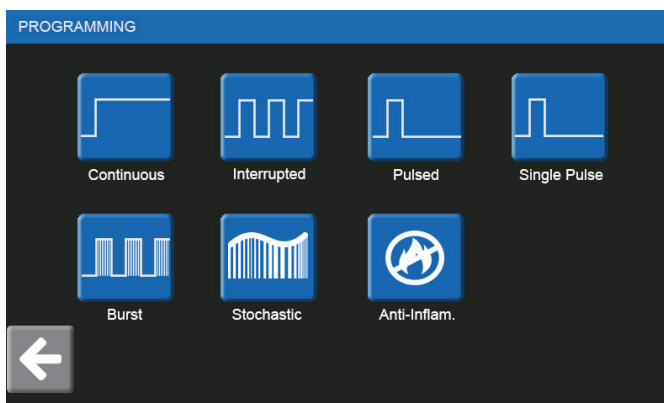 PROGRAMMING
Continuous
Interrupted
Pulsed
Single Pulse
Burst
Stochastic
Anti-Inflam.